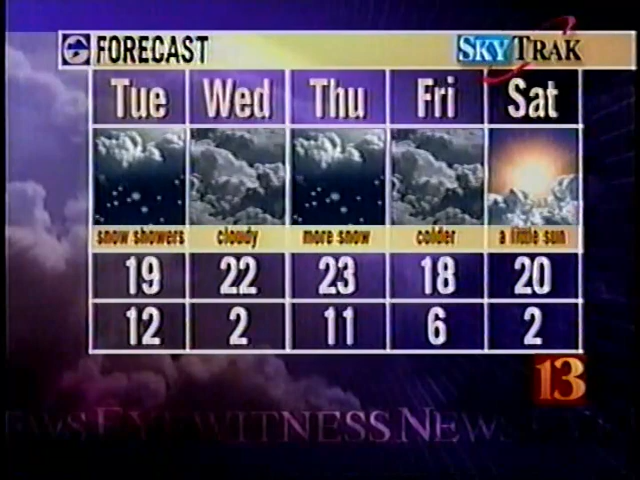 FORECAST SKYTRAK
Tue Wed Thu Fri Sat
snow showers cloudy more snow colder a little sun
19 22 23 18 20
12 2 11 6 2
13
EYEWITNESS NEWS